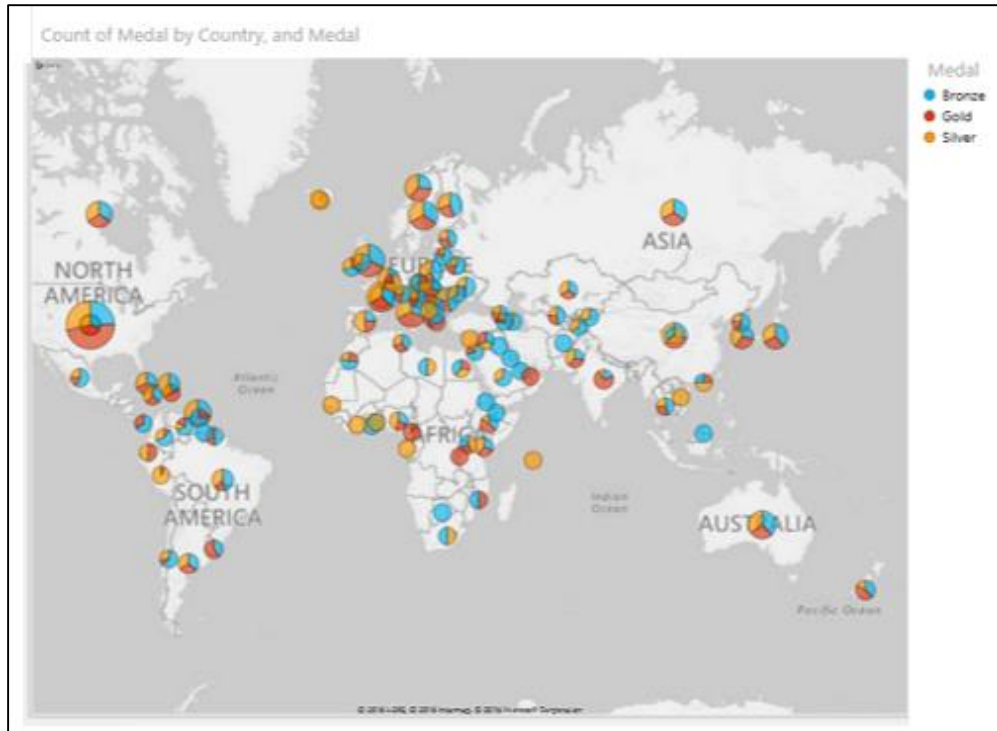 Count of Medal by Country, and Medal
Medal
Bronze
Gold
Silver
NORTH
AMERICA
EUROPE
ASIA
Atlantic
Ocean
AFRICA
SOUTH
AMERICA
Indian
Ocean
AUSTRALIA
Pacific Ocean